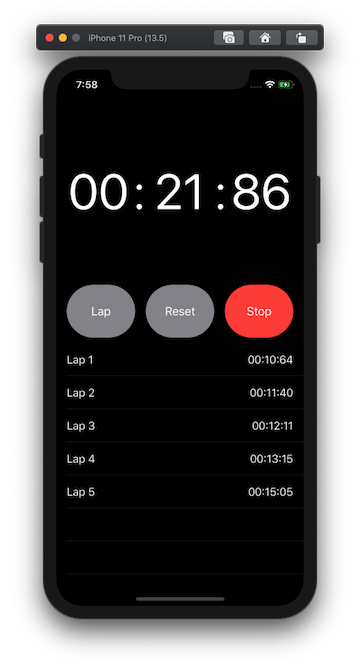 iPhone 11 Pro (13.5)
7:58
00 : 21 : 86
Lap Reset Stop
Lap 1 00:10:64
Lap 2 00:11:40
Lap 3 00:12:11
Lap 4 00:13:15
Lap 5 00:15:05